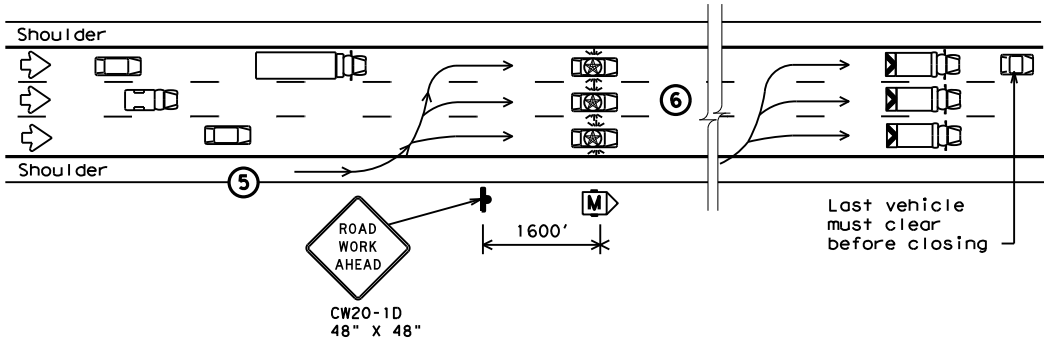 Shoulder
6
Shoulder
5
M
1600'
ROAD
WORK
AHEAD
CW20-1D
48" X 48"
Last vehicle
must clear
before closing